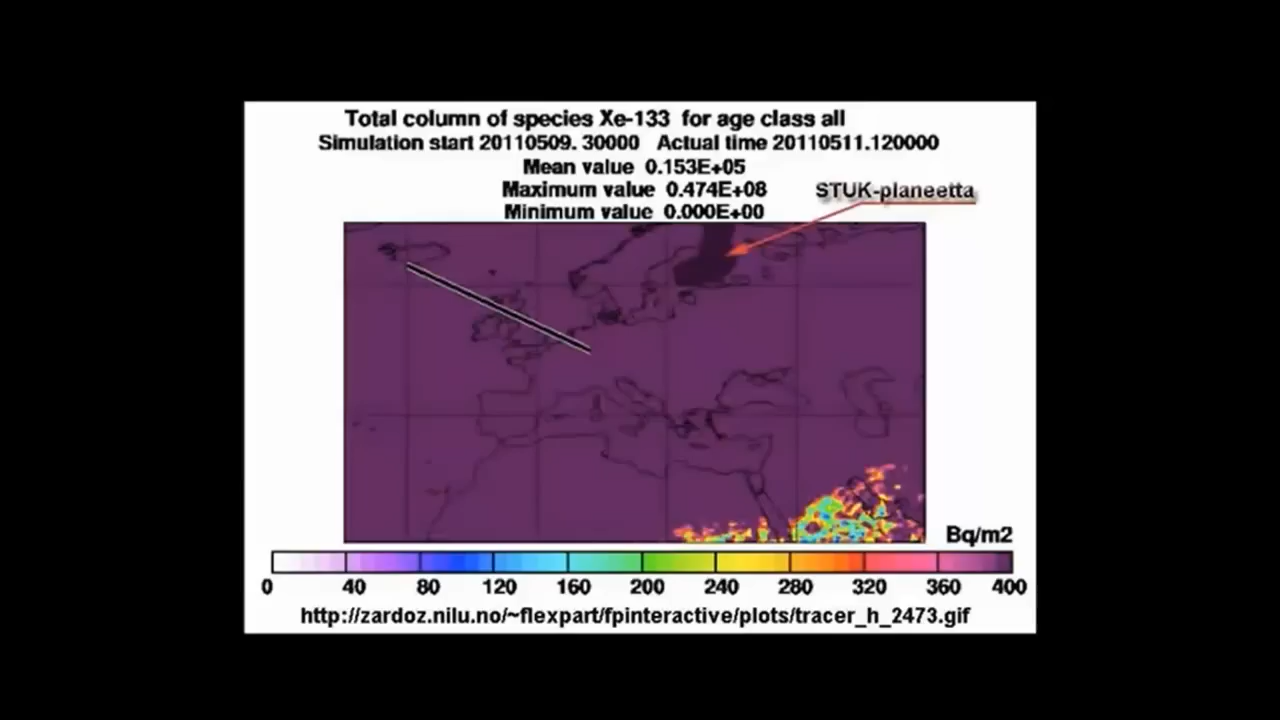 Total column of species Xe-133 for age class all
Simulation start 20110509. 30000 Actual time 20110511.120000
Mean value 0.153E+05
Maximum value 0.474E+08
STUK-planeetta
Minimum value 0.000E+00
Bq/m2
0 40 80 120 160 200 240 280 320 360 400
http://zardoz.nilu.no/~flexpart/fpinteractive/plots/tracer_h_2473.gif